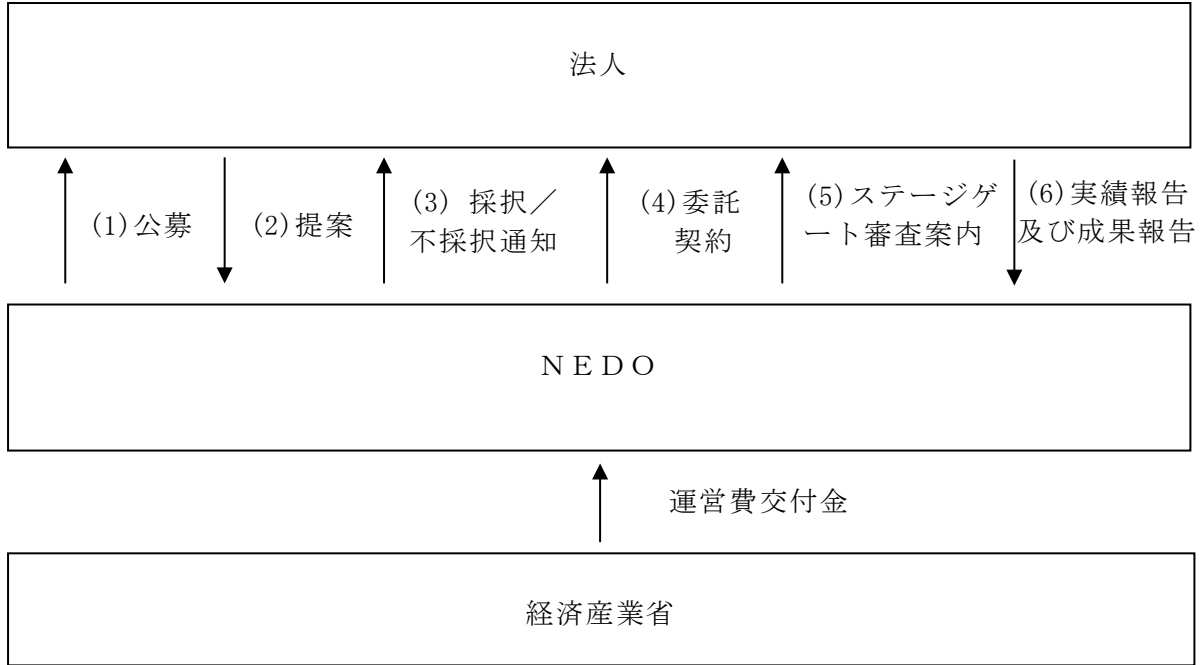 法人
(1)公募
(2)提案
(3) 採択／
不採択通知
(4)委託
契約
(5)ステージゲ
ート審査案内
(6)実績報告
及び成果報告
ＮＥＤＯ
運営費交付金
経済産業省